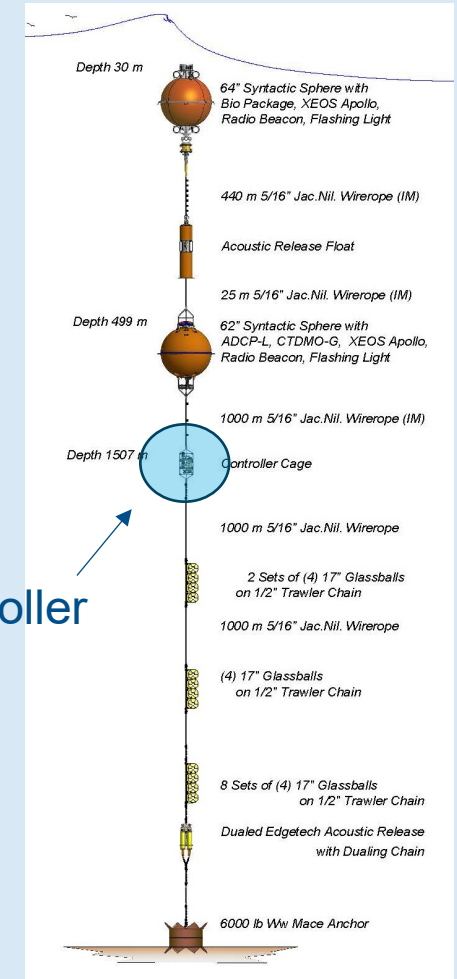 Depth 30 m
64" Syntactic Sphere with
Bio Package, XEOS Apollo,
Radio Beacon, Flashing Light
440 m 5/16" Jac.Nil. Wirerope (IM)
Acoustic Release Float
25 m 5/16" Jac.Nil. Wirerope (IM)
Depth 499 m
62" Syntactic Sphere with
ADCP-L, CTDMO-G, XEOS Apollo,
Radio Beacon, Flashing Light
1000 m 5/16" Jac.Nil. Wirerope (IM)
Depth 1507 m
Controller Cage
1000 m 5/16" Jac.Nil. Wirerope
2 Sets of (4) 17" Glassballs
on 1/2" Trawler Chain
oller
1000 m 5/16" Jac.Nil. Wirerope
(4) 17" Glassballs
on 1/2" Trawler Chain
8 Sets of (4) 17" Glassballs
on 1/2" Trawler Chain
Dualed Edgetech Acoustic Release
with Dualing Chain
6000 lb Ww Mace Anchor